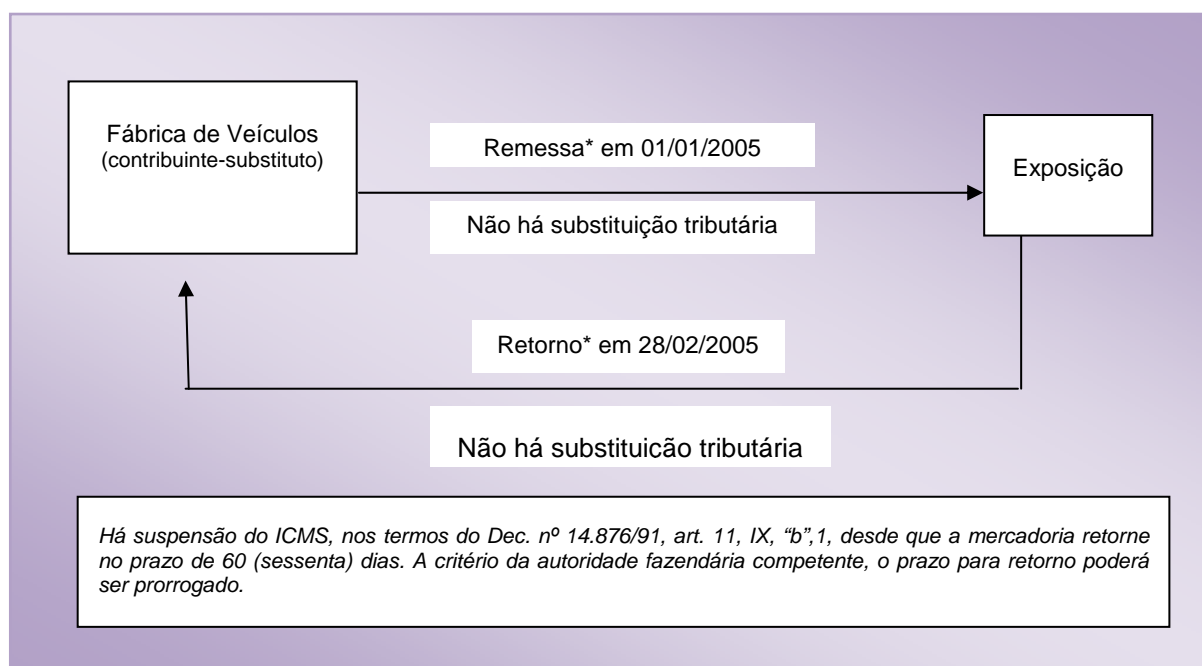 Fábrica de Veículos
(contribuinte-substituto)
Remessa* em 01/01/2005
Não há substituição tributária
Exposição
Retorno* em 28/02/2005
Não há substituicão tributária
Há suspensão do ICMS, nos termos do Dec. nº 14.876/91, art. 11, IX, “b”,1, desde que a mercadoria retorne
no prazo de 60 (sessenta) dias. A critério da autoridade fazendária competente, o prazo para retorno poderá
ser prorrogado.